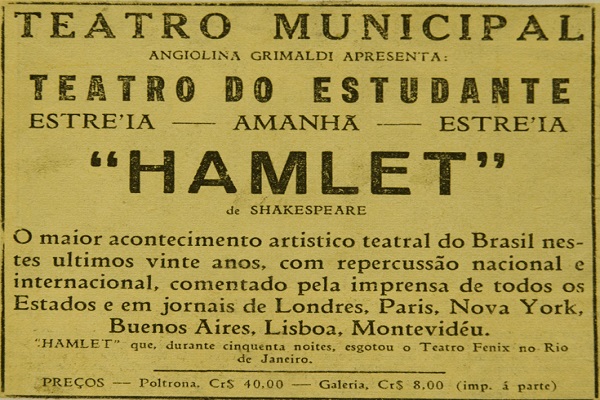 TEATRO MUNICIPAL
ANGIOLINA GRIMALDI APRESENTA:
TEATRO DO ESTUDANTE
ESTRE'IA — AMANHÃ — ESTRE'IA
“HAMLET”
de SHAKESPEARE
O maior acontecimento artistico teatral do Brasil nes-
tes ultimos vinte anos, com repercussão nacional e
internacional, comentado pela imprensa de todos os
Estados e em jornais de Londres, Paris, Nova York,
Buenos Aires, Lisboa, Montevidéu.
"HAMLET" que, durante cinquenta noites, esgotou o Teatro Fenix no Rio
de Janeiro.
PREÇOS — Poltrona, Cr$ 40.00 — Galeria, Cr$ 8,00 (imp. á parte)